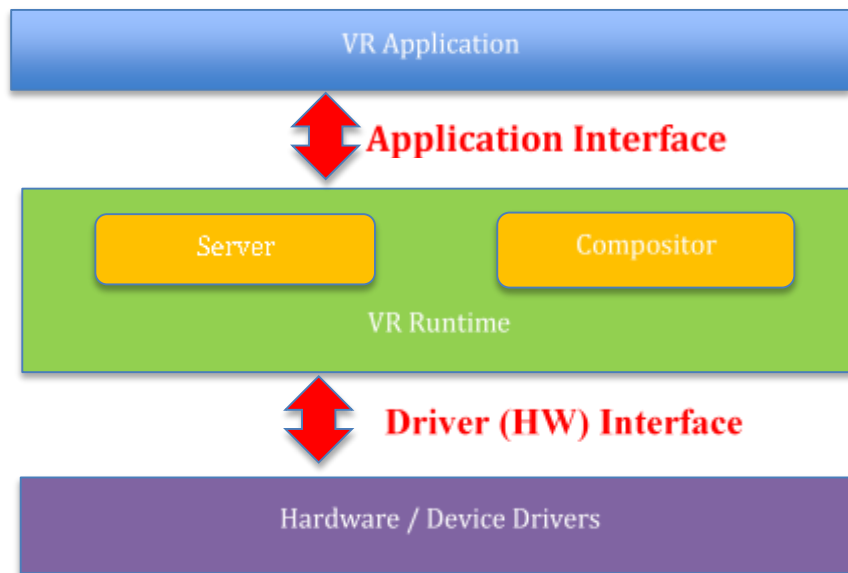 VR Application
Application Interface
Server
Compositor
VR Runtime
Driver (HW) Interface
Hardware / Device Drivers